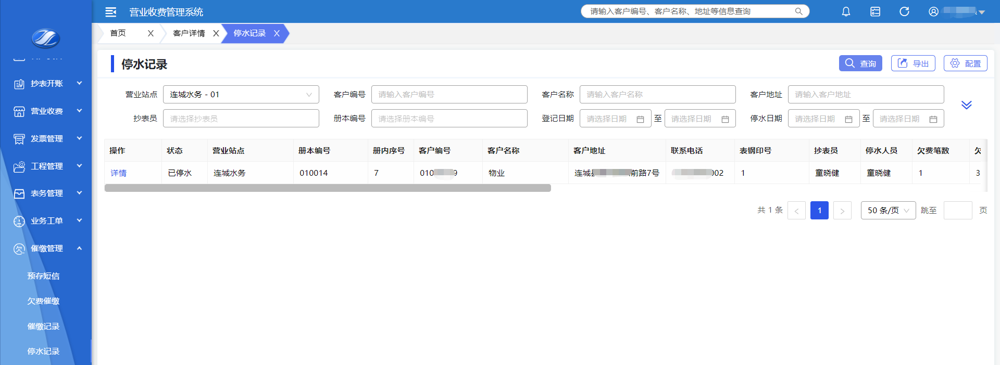 营业收费管理系统
请输入客户编号、客户名称、地址等信息查询
首页 X
客户详情 X
停水记录 X
抄表开账
营业收费
发票管理
工程管理
表务管理
业务工单
催缴管理
预存短信
欠费催缴
催缴记录
停水记录
停水记录
查询 导出 配置
营业站点 连城水务 - 01 客户编号 请输入客户编号 客户名称 请输入客户名称 客户地址 请输入客户地址
抄表员 请选择抄表员 册本编号 请选择册本编号 登记日期 请选择日期 至 请选择日期 停水日期 请选择日期 至 请选择日期
操作 状态 营业站点 册本编号 册内序号 客户编号 客户名称 客户地址 联系电话 表钢印号 抄表员 停水人员 欠费笔数 欠
详情 已停水 连城水务 010014 7 010 9 物业 连城 前路7号 002 1 童晓健 童晓健 1 3
共 1 条 < 1 > 50 条/页 跳至 页